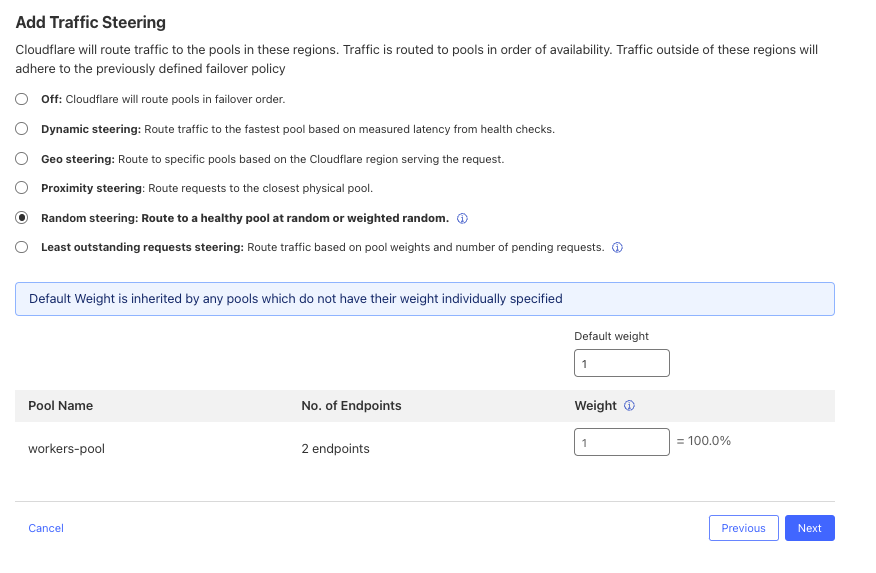 Add Traffic Steering
Cloudflare will route traffic to the pools in these regions. Traffic is routed to pools in order of availability. Traffic outside of these regions will
adhere to the previously defined failover policy
Off: Cloudflare will route pools in failover order.
Dynamic steering: Route traffic to the fastest pool based on measured latency from health checks.
Geo steering: Route to specific pools based on the Cloudflare region serving the request.
Proximity steering: Route requests to the closest physical pool.
Random steering: Route to a healthy pool at random or weighted random.
Least outstanding requests steering: Route traffic based on pool weights and number of pending requests.
Default Weight is inherited by any pools which do not have their weight individually specified
Default weight
1
Pool Name No. of Endpoints Weight
workers-pool 2 endpoints 1 = 100.0%
Cancel Previous Next